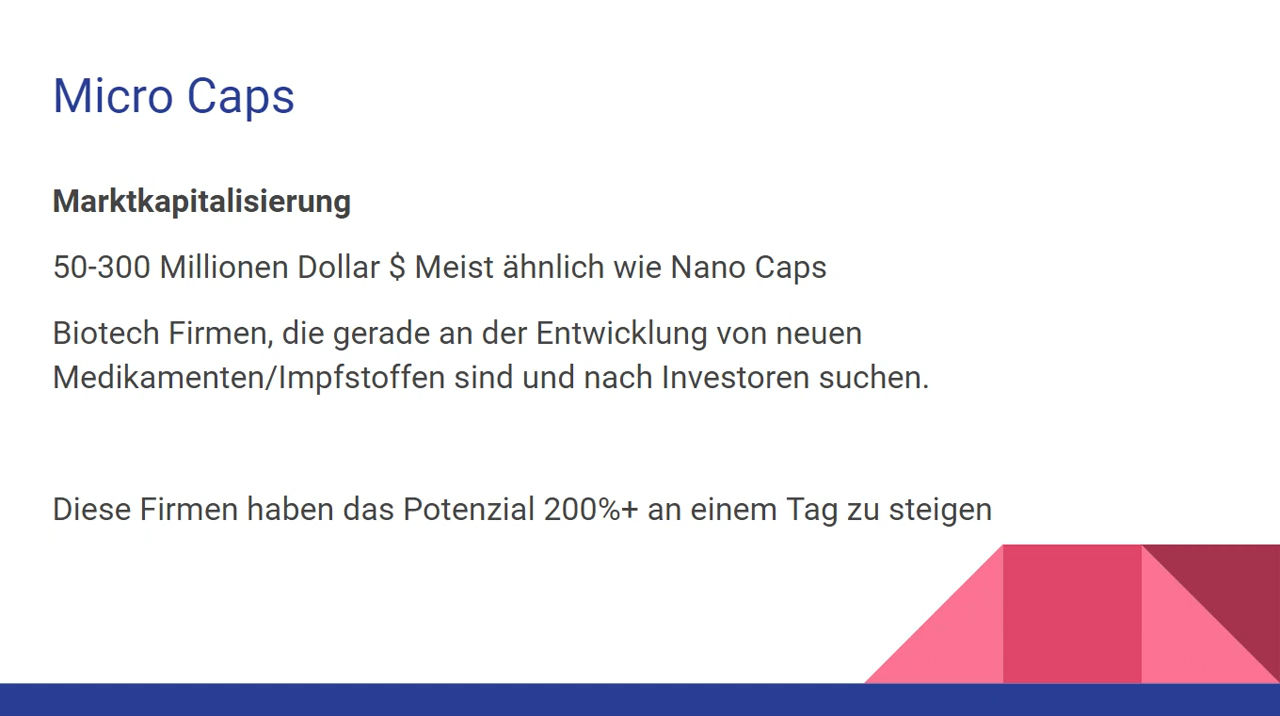 Micro Caps
Marktkapitalisierung
50-300 Millionen Dollar $ Meist ähnlich wie Nano Caps
Biotech Firmen, die gerade an der Entwicklung von neuen
Medikamenten/Impfstoffen sind und nach Investoren suchen.
Diese Firmen haben das Potenzial 200%+ an einem Tag zu steigen